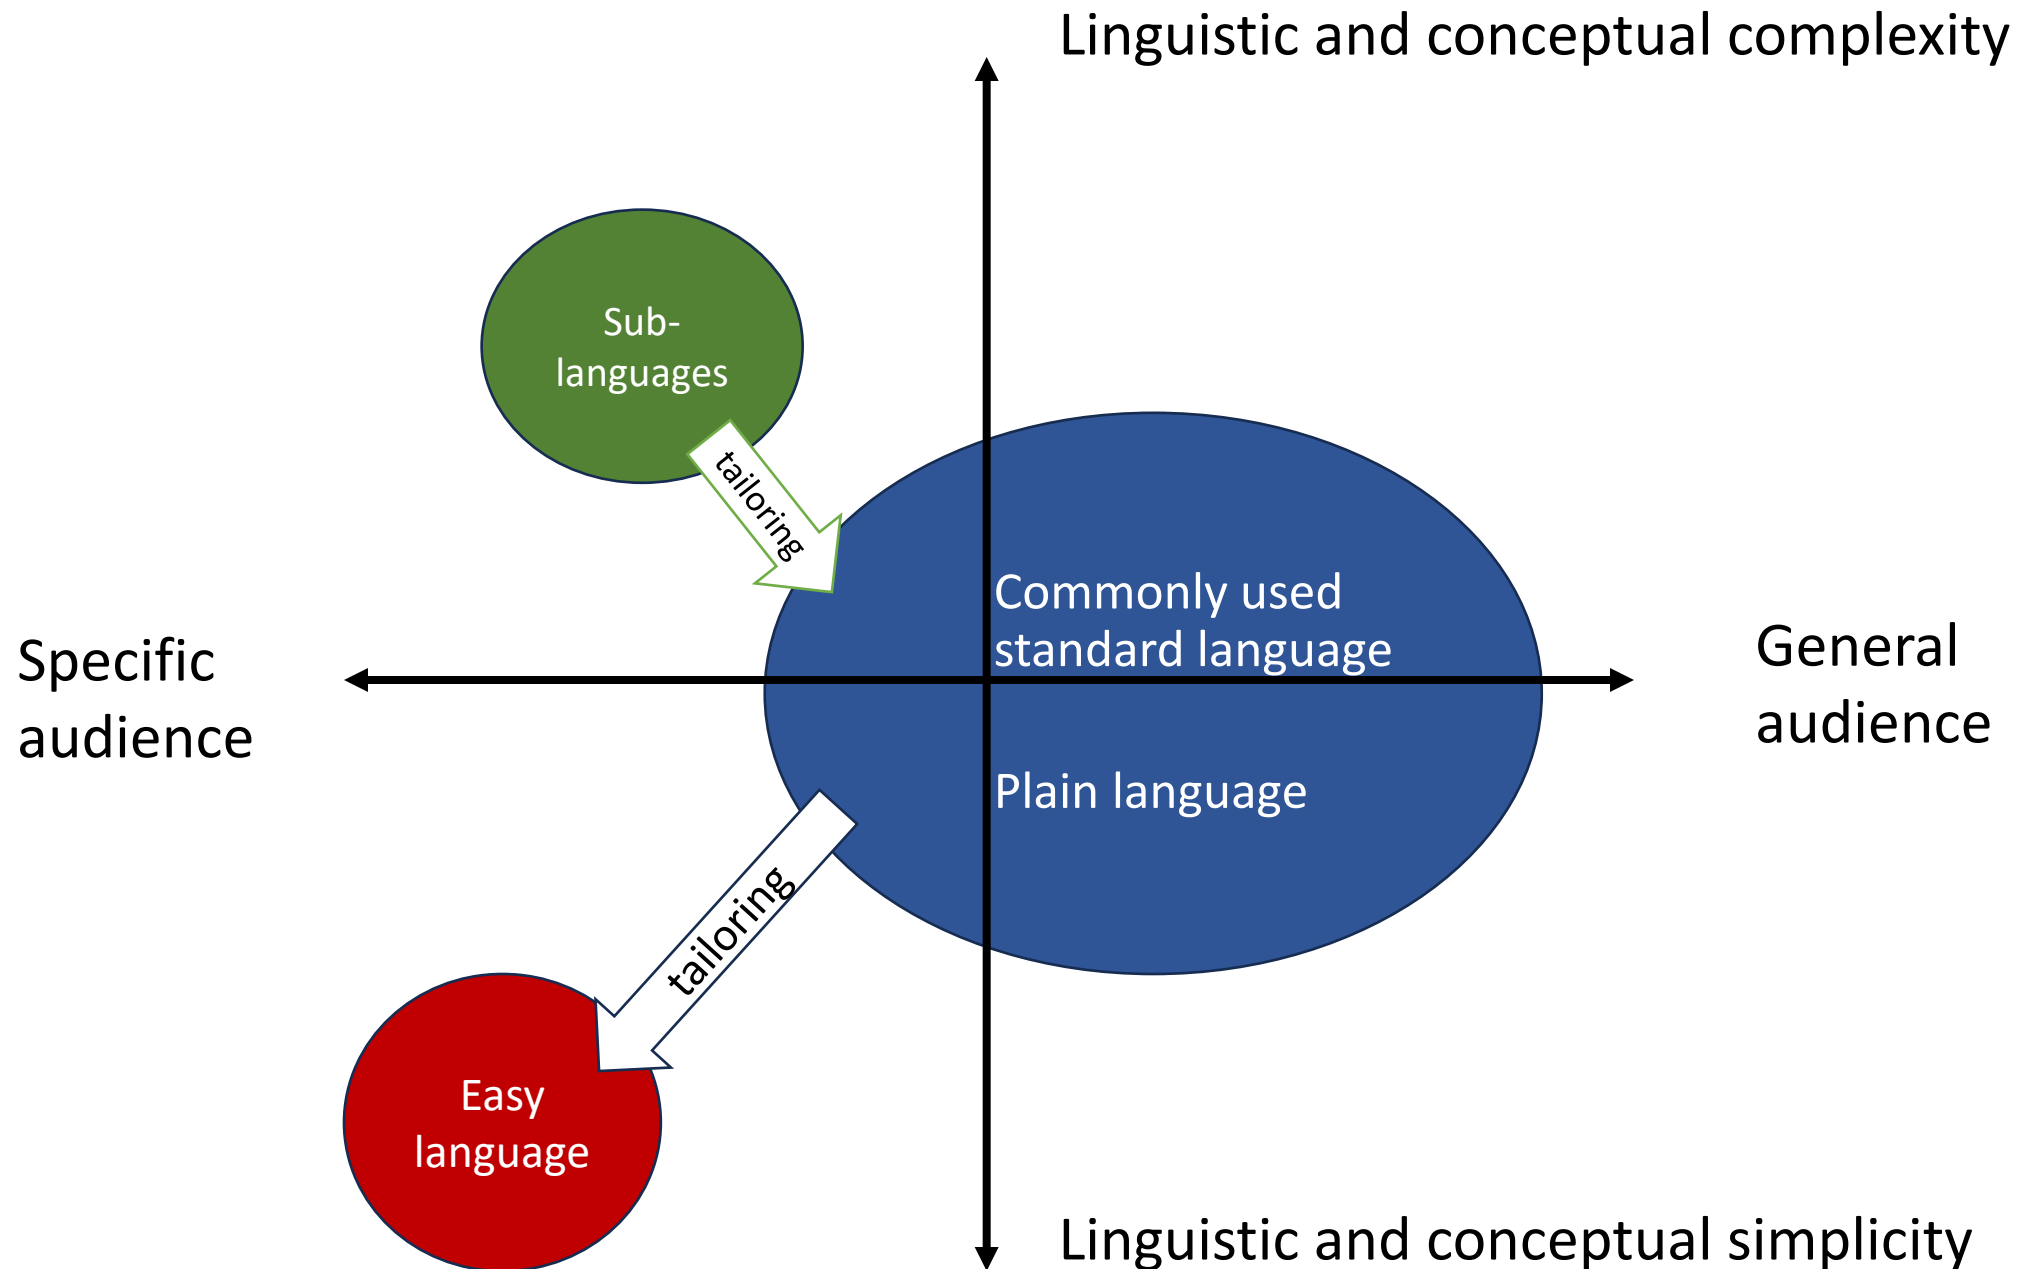 Linguistic and conceptual complexity
Sub-
languages
tailoring
Commonly used
standard language
Specific
audience
General
audience
Plain language
tailoring
Easy
language
Linguistic and conceptual simplicity